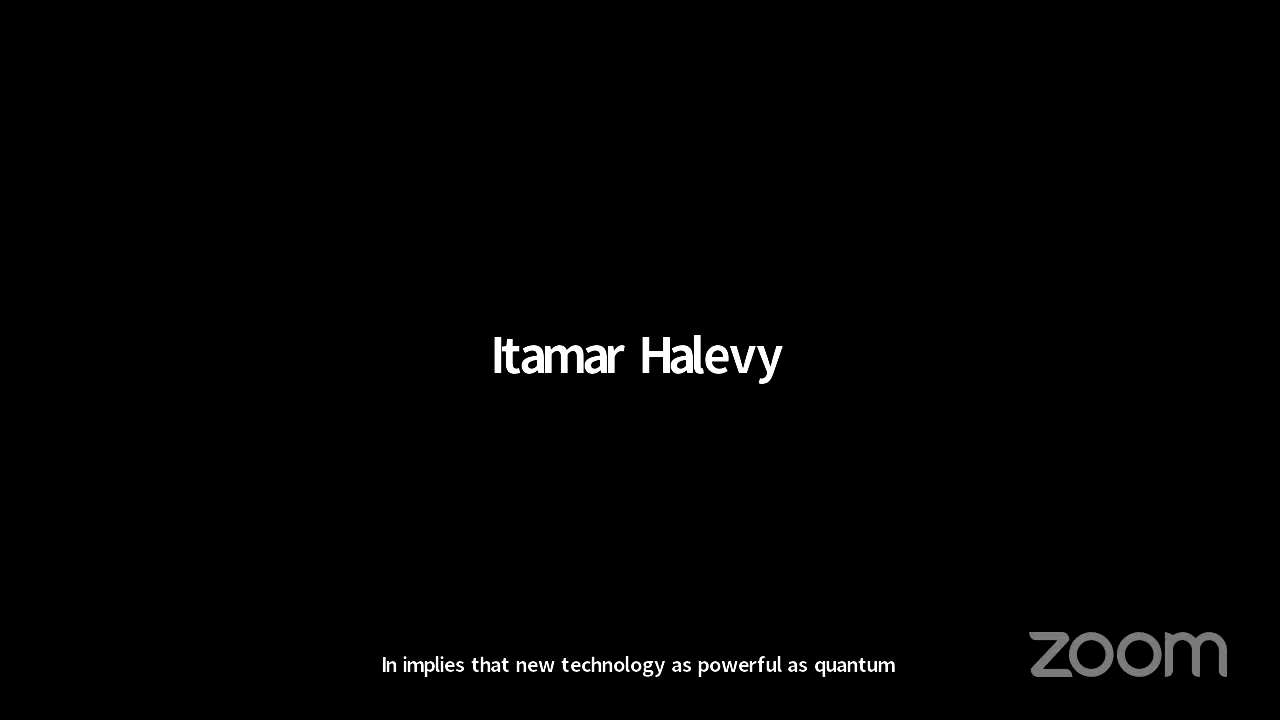 Itamar Halevy
In implies that new technology as powerful as quantum
zoom